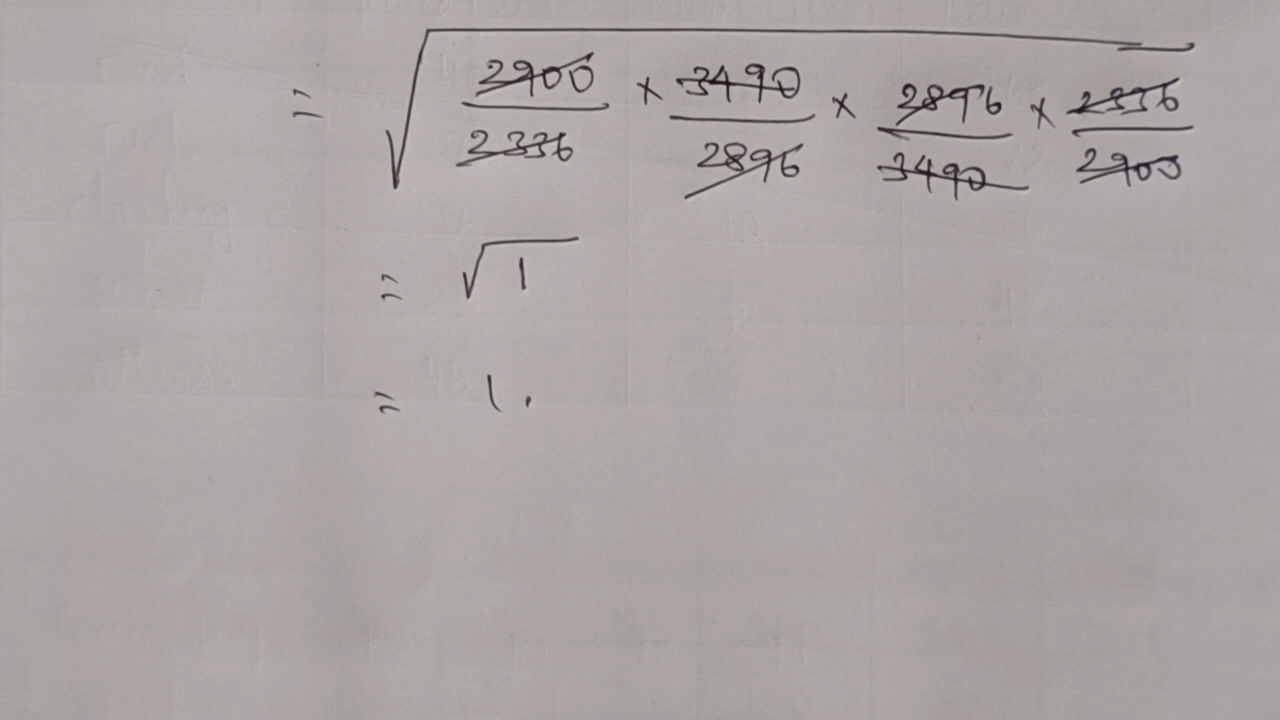 = √ 2900/2336 × 3490/2896 × 2896/3490 × 2336/2900
= √1
= 1.